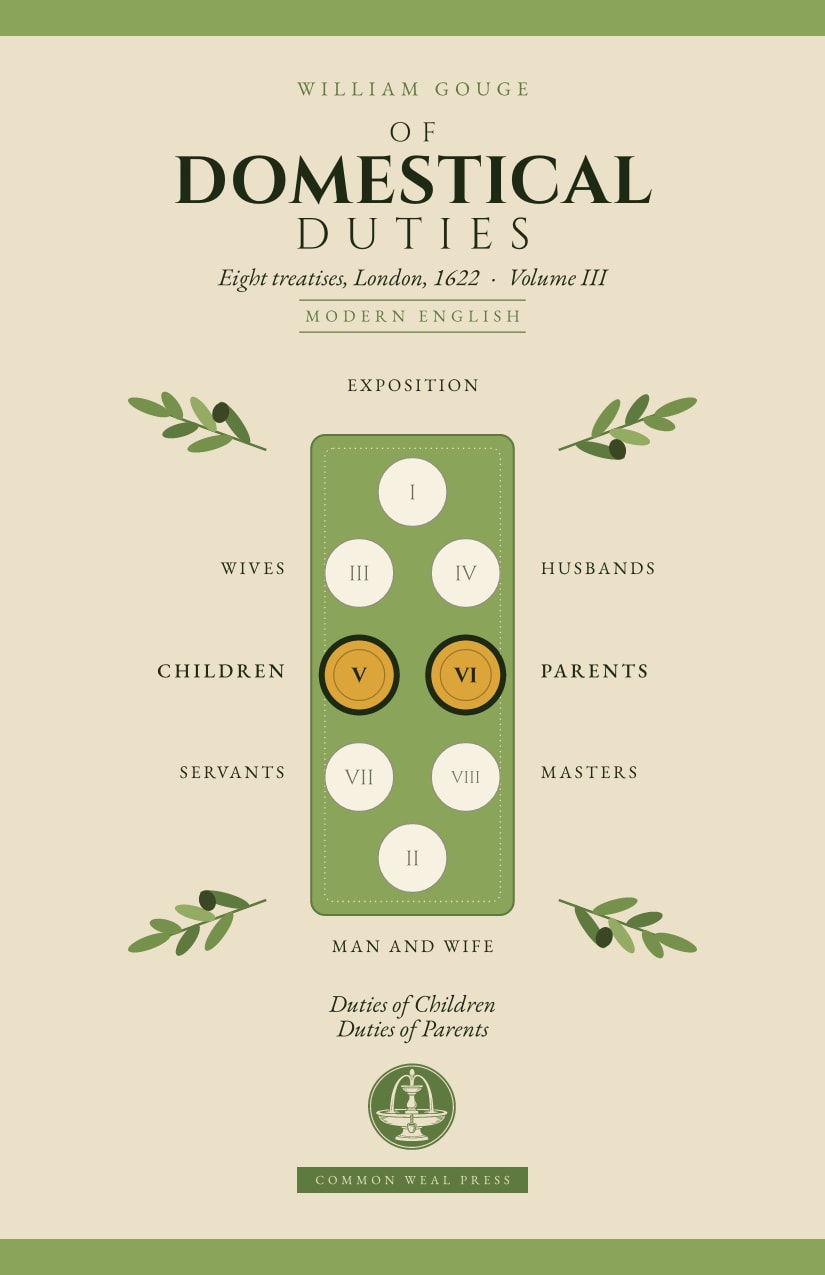 WILLIAM GOUGE
OF
DOMESTICAL
DUTIES
Eight treatises, London, 1622 · Volume III
MODERN ENGLISH
EXPOSITION
I
WIVES III IV HUSBANDS
CHILDREN V VI PARENTS
SERVANTS VII VIII MASTERS
II
MAN AND WIFE
Duties of Children
Duties of Parents
COMMON WEAL PRESS